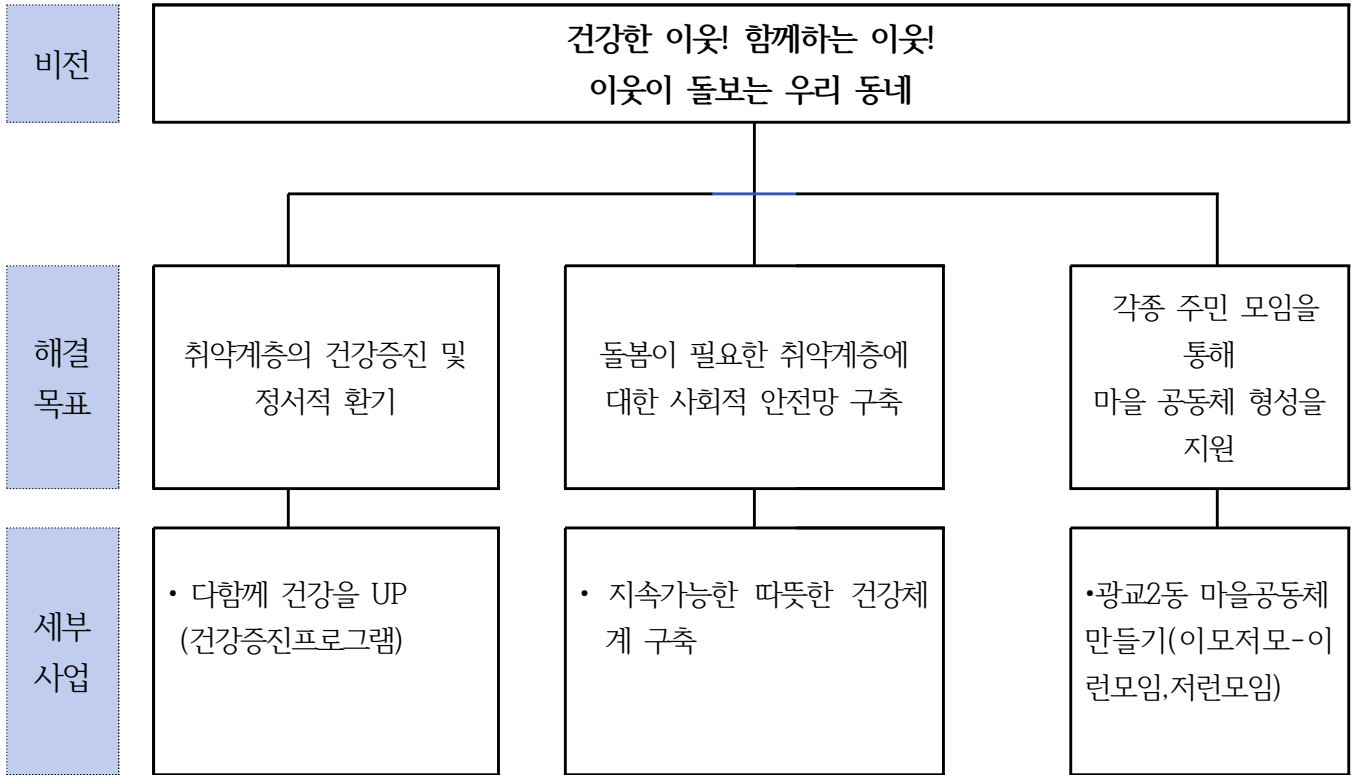 비전
건강한 이웃! 함께하는 이웃!
이웃이 돌보는 우리 동네
해결
목표
취약계층의 건강증진 및
정서적 환기
돌봄이 필요한 취약계층에
대한 사회적 안전망 구축
각종 주민 모임을
통해
마을 공동체 형성을
지원
세부
사업
• 다함께 건강을 UP
(건강증진프로그램)
• 지속가능한 따뜻한 건강체
계 구축
•광교2동 마을공동체
만들기(이모저모-이
런모임,저런모임)